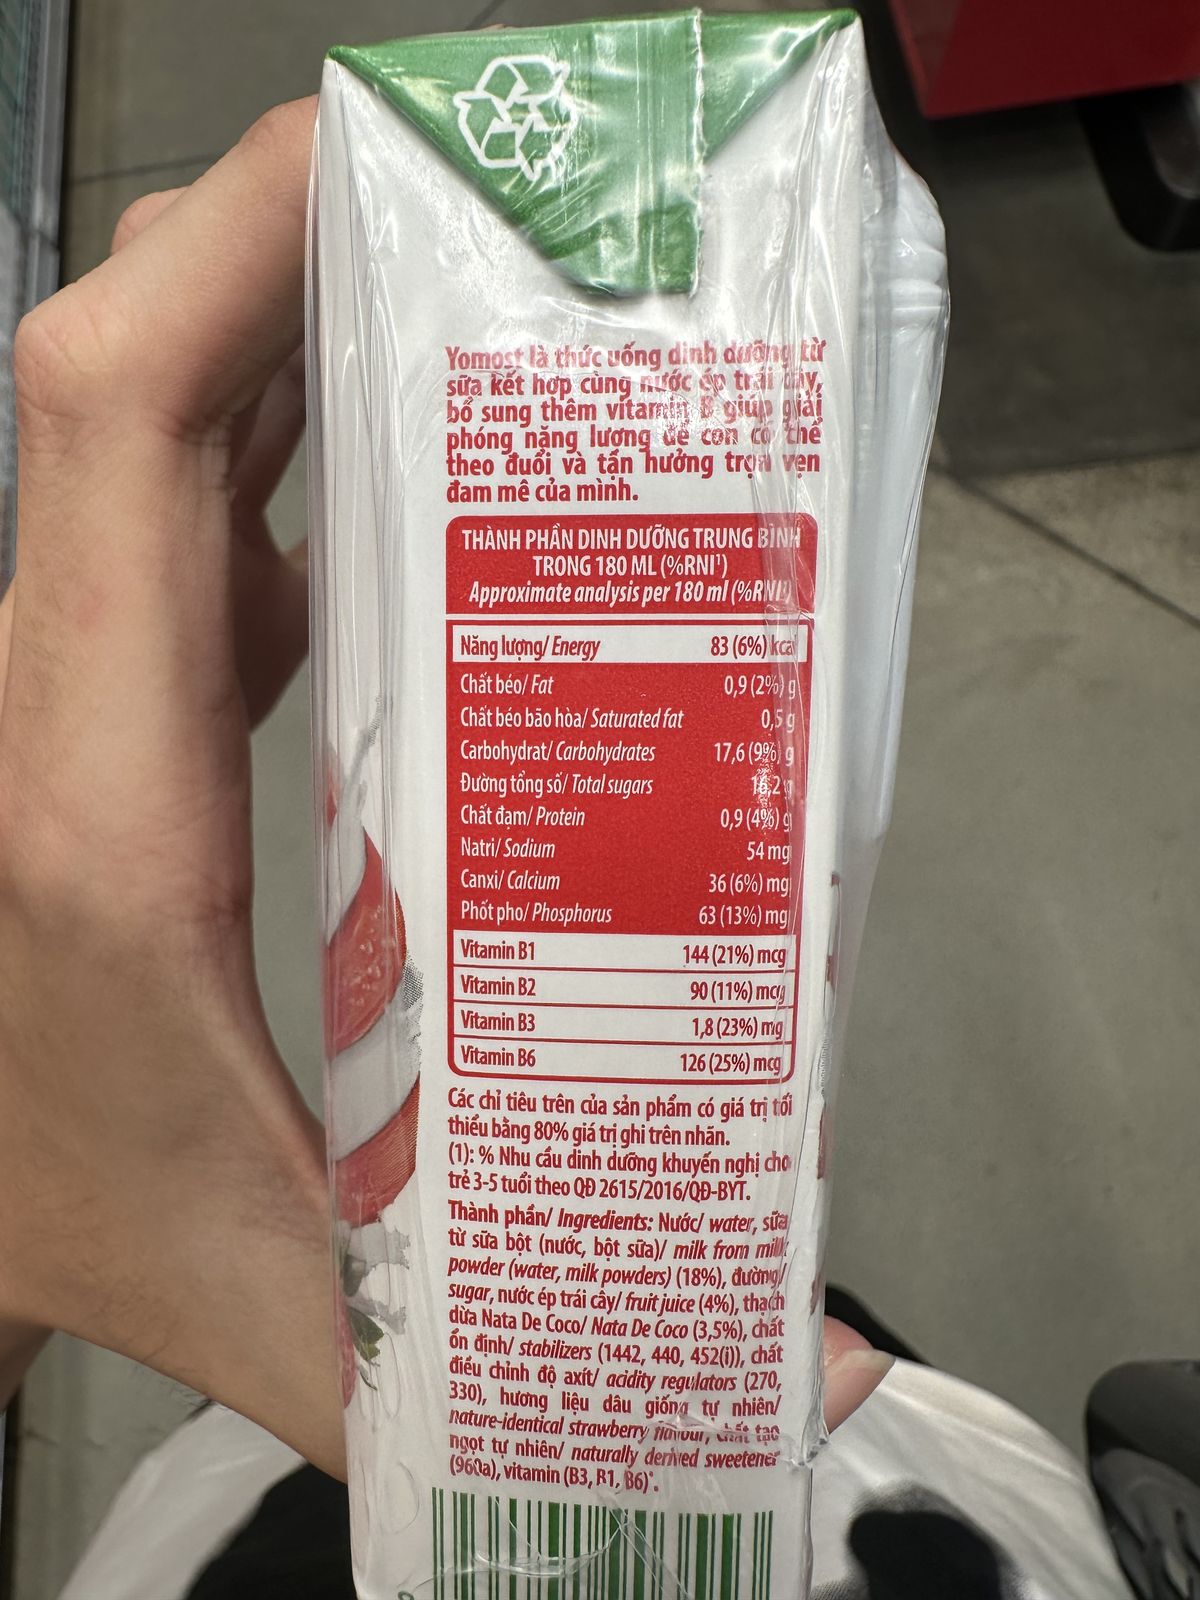 Yomost là thức uống dinh dưỡng từ
sữa kết hợp cùng nước ép trái cây,
bổ sung thêm vitamin B giúp giải
phóng năng lượng để con có thể
theo đuổi và tận hưởng trọn vẹn
đam mê của mình.
THÀNH PHẦN DINH DƯỠNG TRUNG BÌNH
TRONG 180 ML (%RNI¹)
Approximate analysis per 180 ml (%RNI¹)
Năng lượng/ Energy 83 (6%) kcal
Chất béo/ Fat 0,9 (2%) g
Chất béo bão hòa/ Saturated fat 0,5 g
Carbohydrat/ Carbohydrates 17,6 (9%) g
Đường tổng số/ Total sugars 16,2 g
Chất đạm/ Protein 0,9 (4%) g
Natri/ Sodium 54 mg
Canxi/ Calcium 36 (6%) mg
Phốt pho/ Phosphorus 63 (13%) mg
Vitamin B1 144 (21%) mcg
Vitamin B2 90 (11%) mcg
Vitamin B3 1,8 (23%) mg
Vitamin B6 126 (25%) mcg
Các chỉ tiêu trên của sản phẩm có giá trị tối
thiểu bằng 80% giá trị ghi trên nhãn.
(1): % Nhu cầu dinh dưỡng khuyến nghị cho
trẻ 3-5 tuổi theo QĐ 2615/2016/QĐ-BYT.
Thành phần/ Ingredients: Nước/ water, sữa
từ sữa bột (nước, bột sữa)/ milk from milk
powder (water, milk powders) (18%), đường/
sugar, nước ép trái cây/ fruit juice (4%), thạch
dừa Nata De Coco/ Nata De Coco (3,5%), chất
ổn định/ stabilizers (1442, 440, 452(i)), chất
điều chỉnh độ axít/ acidity regulators (270,
330), hương liệu dâu giống tự nhiên/
nature-identical strawberry flavour, chất tạo
ngọt tự nhiên/ naturally derived sweetener
(960a), vitamin (B3, B1, B6)*.